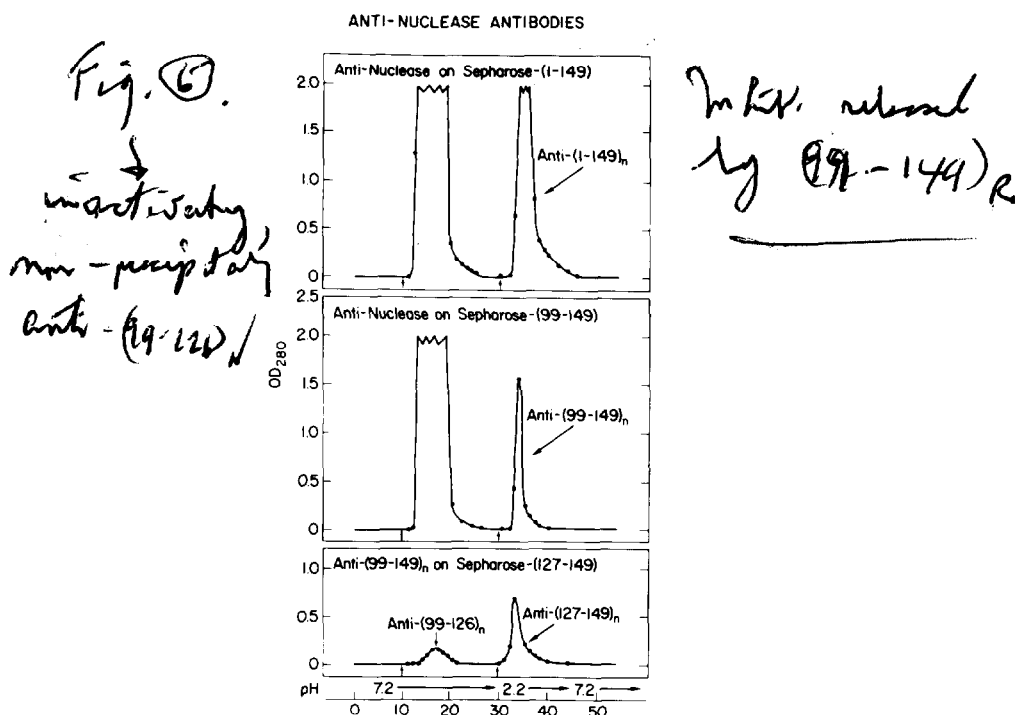 ANTI-NUCLEASE ANTIBODIES
Fig. 5.
inactivating
non-precipitating
anti-(99-126)n
Inhib. released
by (99-149)R.
Anti-Nuclease on Sepharose-(1-149)
2.0
1.5
1.0
0.5
0
Anti-(1-149)n
Anti-Nuclease on Sepharose-(99-149)
2.5
2.0
1.5
1.0
0.5
0
OD280
Anti-(99-149)n
Anti-(99-149)n on Sepharose-(127-149)
1.0
0.5
0
Anti-(99-126)n
Anti-(127-149)n
pH 7.2 2.2 7.2
0 10 20 30 40 50